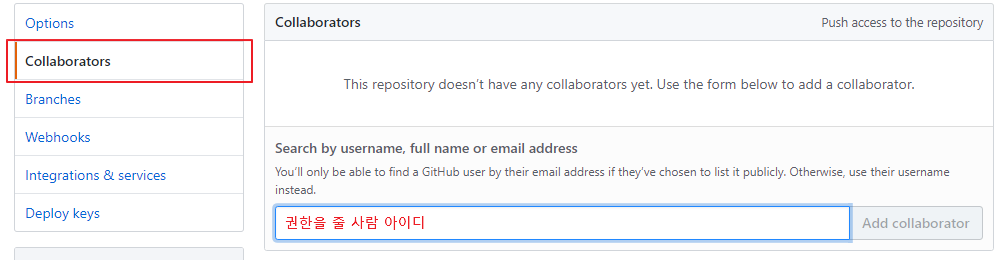 Options
Collaborators
Branches
Webhooks
Integrations & services
Deploy keys
Collaborators
Push access to the repository
This repository doesn't have any collaborators yet. Use the form below to add a collaborator.
Search by username, full name or email address
You'll only be able to find a GitHub user by their email address if they've chosen to list it publicly. Otherwise, use their username
instead.
권한을 줄 사람 아이디
Add collaborator